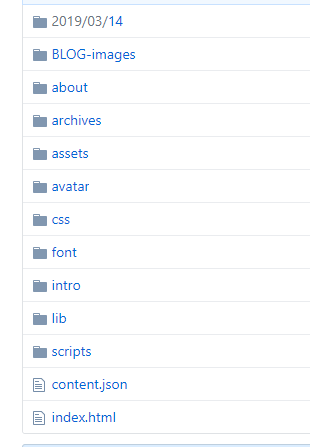 2019/03/14
BLOG-images
about
archives
assets
avatar
css
font
intro
lib
scripts
content.json
index.html